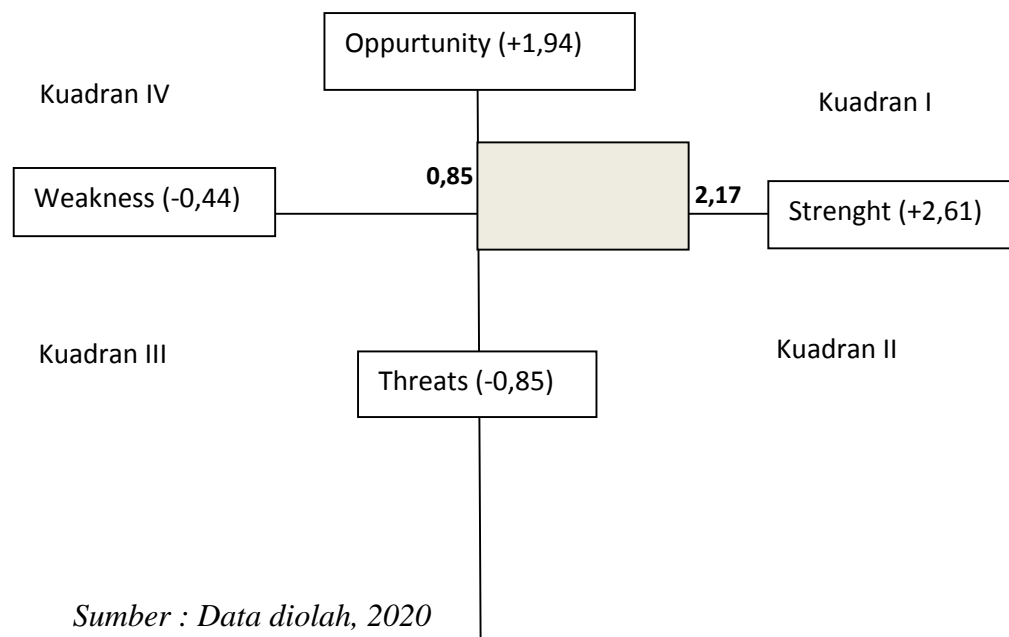 Oppurtunity (+1,94)
Kuadran IV
Kuadran I
0,85
Weakness (-0,44)
2,17
Strenght (+2,61)
Kuadran III
Kuadran II
Threats (-0,85)
Sumber : Data diolah, 2020